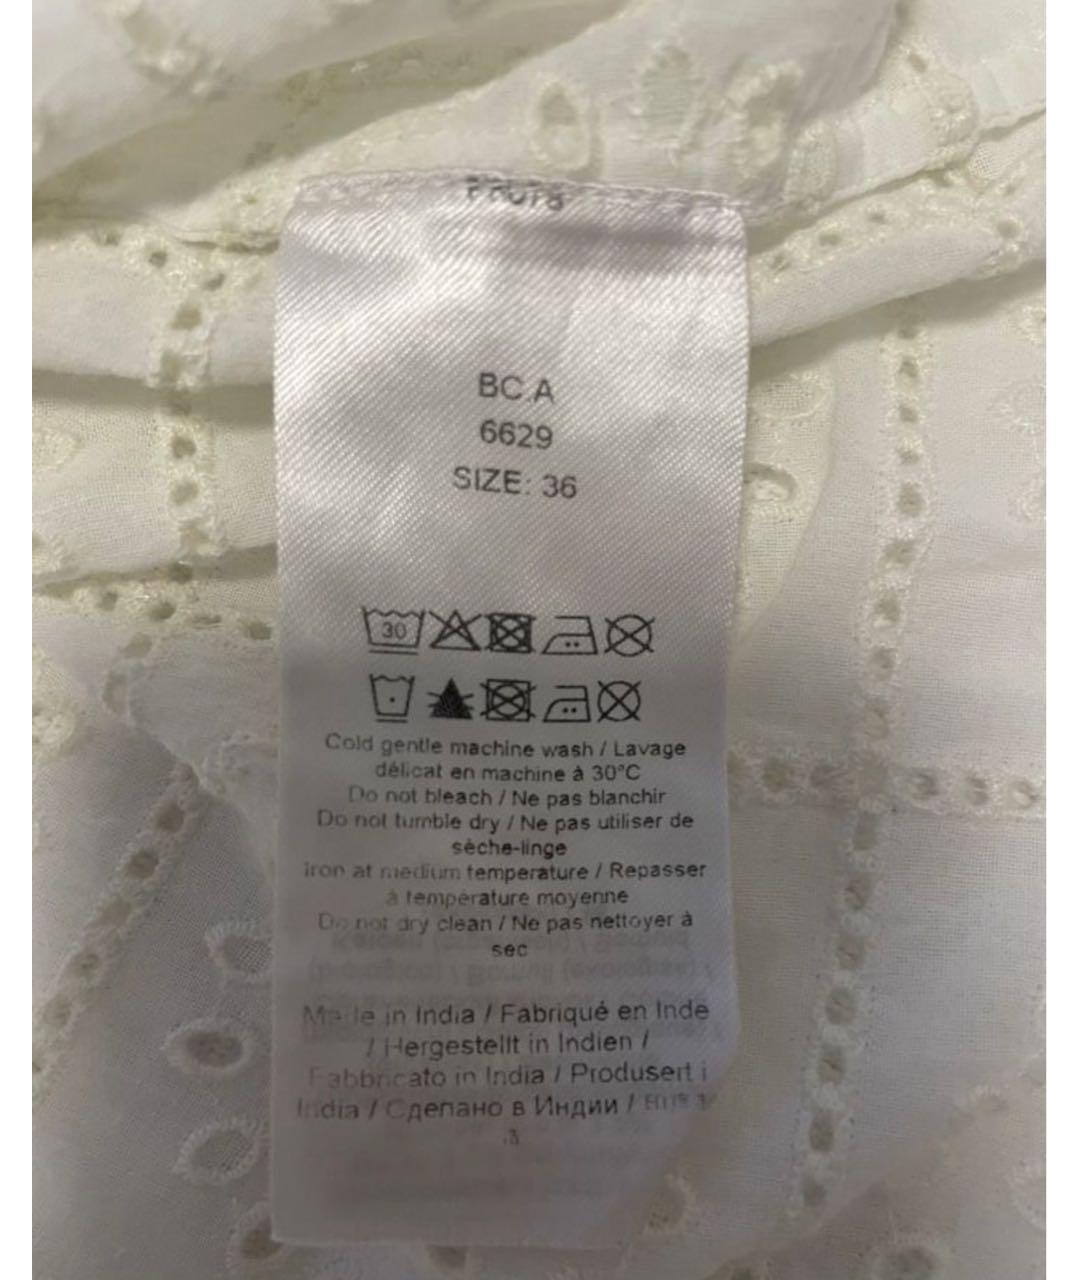 BC.A
6629
SIZE: 36
30
Cold gentle machine wash / Lavage
délicat en machine à 30°C
Do not bleach / Ne pas blanchir
Do not tumble dry / Ne pas utiliser de
sèche-linge
Iron at medium temperature / Repasser
à température moyenne
Do not dry clean / Ne pas nettoyer à
sec
Made in India / Fabriqué en Inde
/ Hergestellt in Indien /
Fabbricato in India / Produsert i
India / Сделано в Индии /